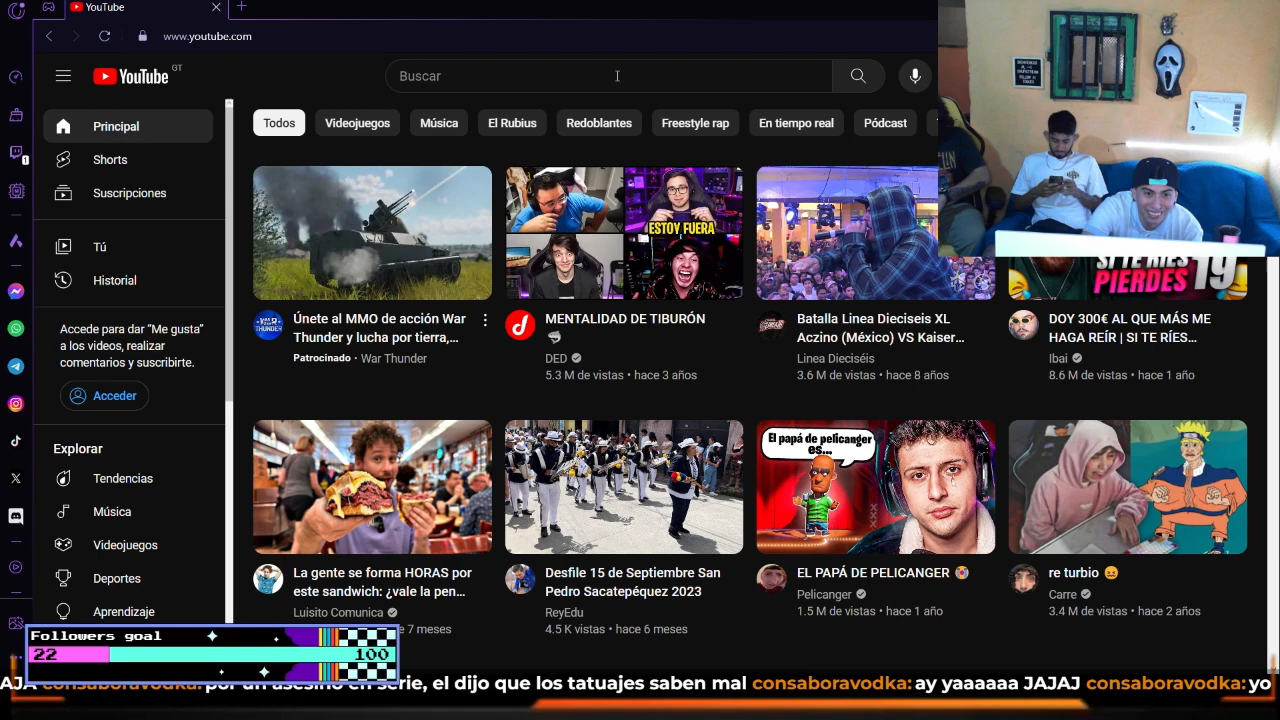 YouTube
www.youtube.com
YouTube GT
Buscar
Todos
Videojuegos
Música
El Rubius
Redoblantes
Freestyle rap
En tiempo real
Pódcast
Principal
Shorts
Suscripciones
Tú
Historial
Accede para dar “Me gusta”
a los videos, realizar
comentarios y suscribirte.
Acceder
Explorar
Tendencias
Música
Videojuegos
Deportes
Aprendizaje
ESTOY FUERA
SI TE RÍES
PIERDES 19
Únete al MMO de acción War
Thunder y lucha por tierra,...
Patrocinado • War Thunder
MENTALIDAD DE TIBURÓN
DED
5.3 M de vistas • hace 3 años
Batalla Linea Dieciseis XL
Aczino (México) VS Kaiser...
Linea Dieciséis
3.6 M de vistas • hace 8 años
DOY 300€ AL QUE MÁS ME
HAGA REÍR | SI TE RÍES...
Ibai
8.6 M de vistas • hace 1 año
El papá de pelicanger
es...
La gente se forma HORAS por
este sandwich: ¿vale la pen...
Luisito Comunica
e 7 meses
Desfile 15 de Septiembre San
Pedro Sacatepéquez 2023
ReyEdu
4.5 K vistas • hace 6 meses
EL PAPÁ DE PELICANGER
Pelicanger
1.5 M de vistas • hace 1 año
re turbio
Carre
3.4 M de vistas • hace 2 años
Followers goal
22
100
AJA consaboravodka: por un asesino en serie, el dijo que los tatuajes saben mal consaboravodka: ay yaaaaaa JAJAJ consaboravodka: yo